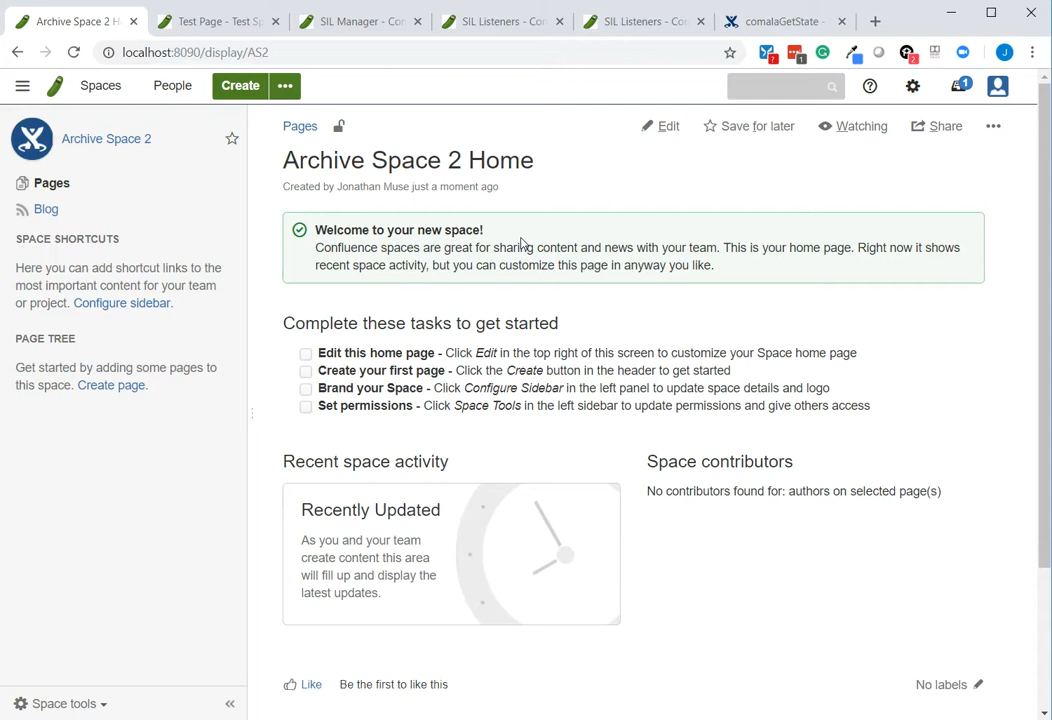 Archive Space 2 H
Test Page - Test Sp
SIL Manager - Con
SIL Listeners - Con
SIL Listeners - Con
comalaGetState -
localhost:8090/display/AS2
? 1 2 J
Spaces People Create 1
Archive Space 2
Pages
Blog
SPACE SHORTCUTS
Here you can add shortcut links to the
most important content for your team
or project. Configure sidebar.
PAGE TREE
Get started by adding some pages to
this space. Create page.
Space tools
Pages
Edit Save for later Watching Share
Archive Space 2 Home
Created by Jonathan Muse just a moment ago
Welcome to your new space!
Confluence spaces are great for sharing content and news with your team. This is your home page. Right now it shows
recent space activity, but you can customize this page in anyway you like.
Complete these tasks to get started
Edit this home page - Click Edit in the top right of this screen to customize your Space home page
Create your first page - Click the Create button in the header to get started
Brand your Space - Click Configure Sidebar in the left panel to update space details and logo
Set permissions - Click Space Tools in the left sidebar to update permissions and give others access
Recent space activity
Recently Updated
As you and your team
create content this area
will fill up and display the
latest updates.
Space contributors
No contributors found for: authors on selected page(s)
Like Be the first to like this
No labels